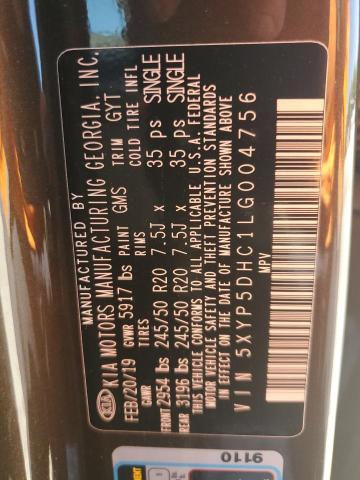 MANUFACTURED BY
KIA KIA MOTORS MANUFACTURING GEORGIA, INC.
FEB/20/19 GVWR 5917 lbs PAINT GMS TRIM GYT
GAWR TIRES RIMS COLD TIRE INFL
FRONT 2954 lbs 245/50 R20 7.5J x 35 ps SINGLE
REAR 3196 lbs 245/50 R20 7.5J x 35 ps SINGLE
THIS VEHICLE CONFORMS TO ALL APPLICABLE U.S.A. FEDERAL
MOTOR VEHICLE SAFETY AND THEFT PREVENTION STANDARDS
IN EFFECT ON THE DATE OF MANUFACTURE SHOWN ABOVE
VIN 5XYP5DHC1LG004756
MPV
9110